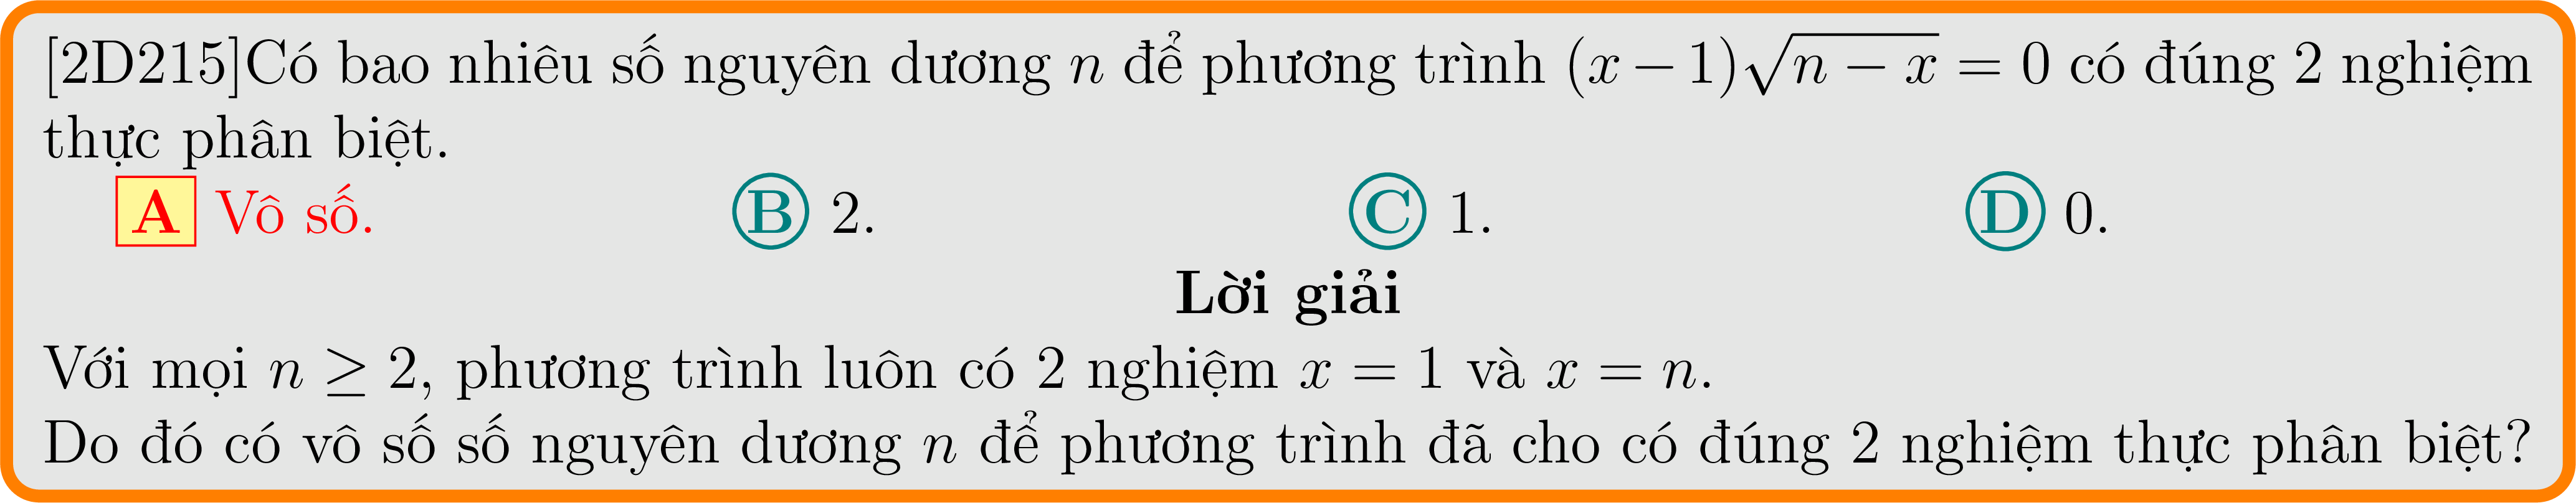 [2D215]Có bao nhiêu số nguyên dương n để phương trình (x − 1)√(n − x) = 0 có đúng 2 nghiệm
thực phân biệt.
A Vô số. B 2. C 1. D 0.
Lời giải
Với mọi n ≥ 2, phương trình luôn có 2 nghiệm x = 1 và x = n.
Do đó có vô số số nguyên dương n để phương trình đã cho có đúng 2 nghiệm thực phân biệt?